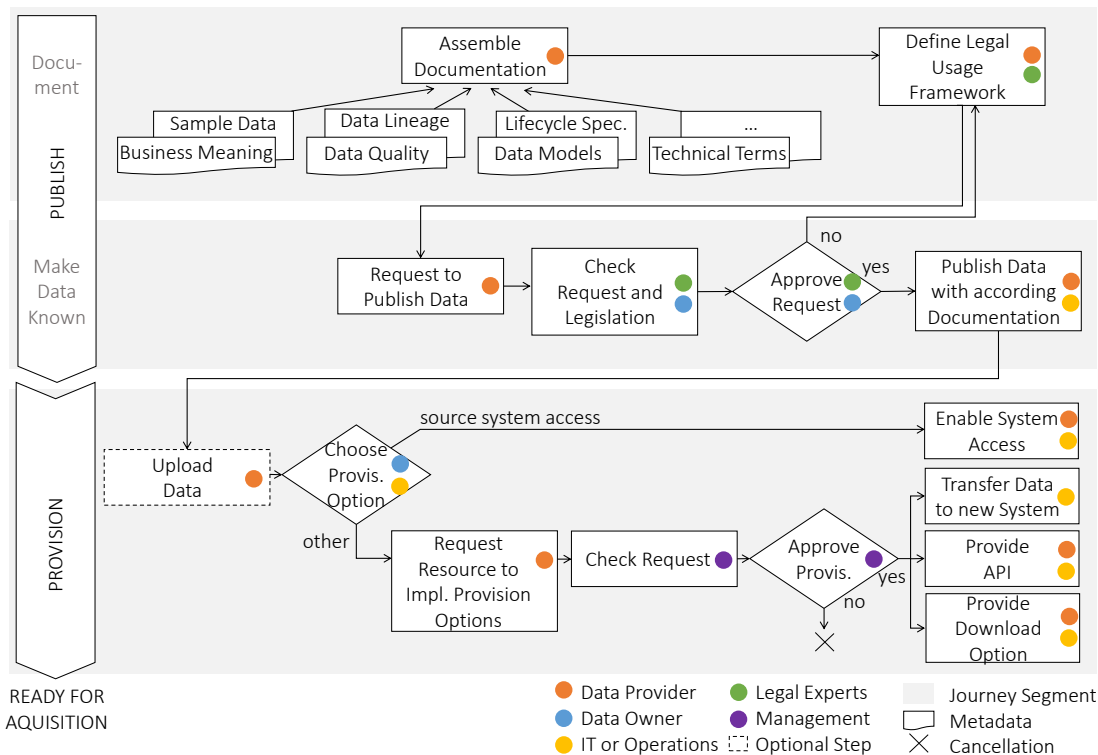 Docu-
ment
PUBLISH
Make
Data
Known
Assemble
Documentation
Define Legal
Usage
Framework
Sample Data
Business Meaning
Data Lineage
Data Quality
Lifecycle Spec.
Data Models
...
Technical Terms
Request to
Publish Data
Check
Request and
Legislation
Approve
Request
no
yes
Publish Data
with according
Documentation
PROVISION
Upload
Data
Choose
Provis.
Option
source system access
other
Enable System
Access
Request
Resource to
Impl. Provision
Options
Check Request
Approve
Provis.
yes
no
Transfer Data
to new System
Provide
API
Provide
Download
Option
READY FOR
AQUISITION
Data Provider
Data Owner
IT or Operations
Legal Experts
Management
Optional Step
Journey Segment
Metadata
Cancellation